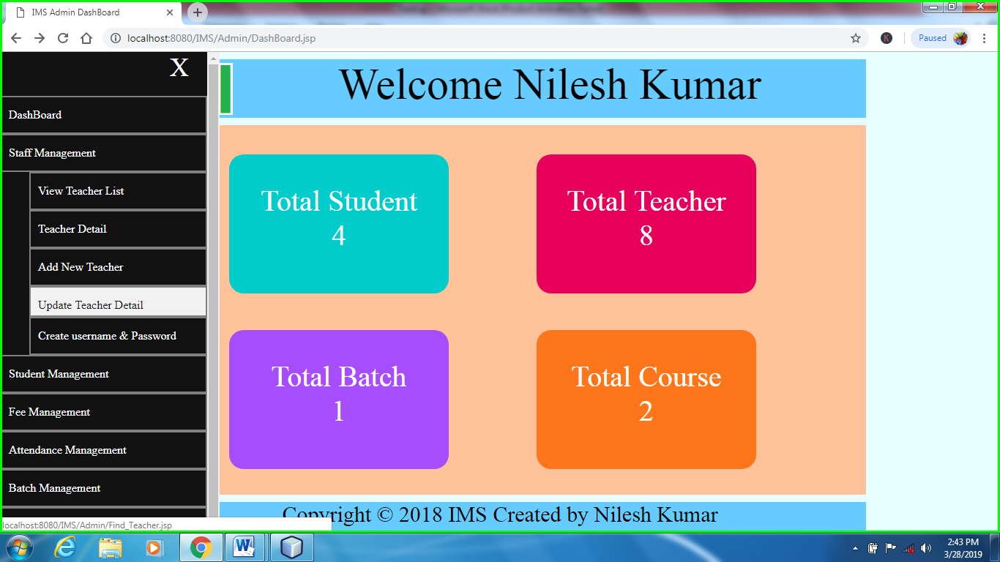 IMS Admin DashBoard
localhost:8080/IMS/Admin/DashBoard.jsp
K
Paused
X
DashBoard
Staff Management
View Teacher List
Teacher Detail
Add New Teacher
Update Teacher Detail
Create username & Password
Student Management
Fee Management
Attendance Management
Batch Management
Welcome Nilesh Kumar
Total Student
4
Total Teacher
8
Total Batch
1
Total Course
2
Copyright © 2018 IMS Created by Nilesh Kumar
localhost:8080/IMS/Admin/Find_Teacher.jsp
2:43 PM
3/28/2019